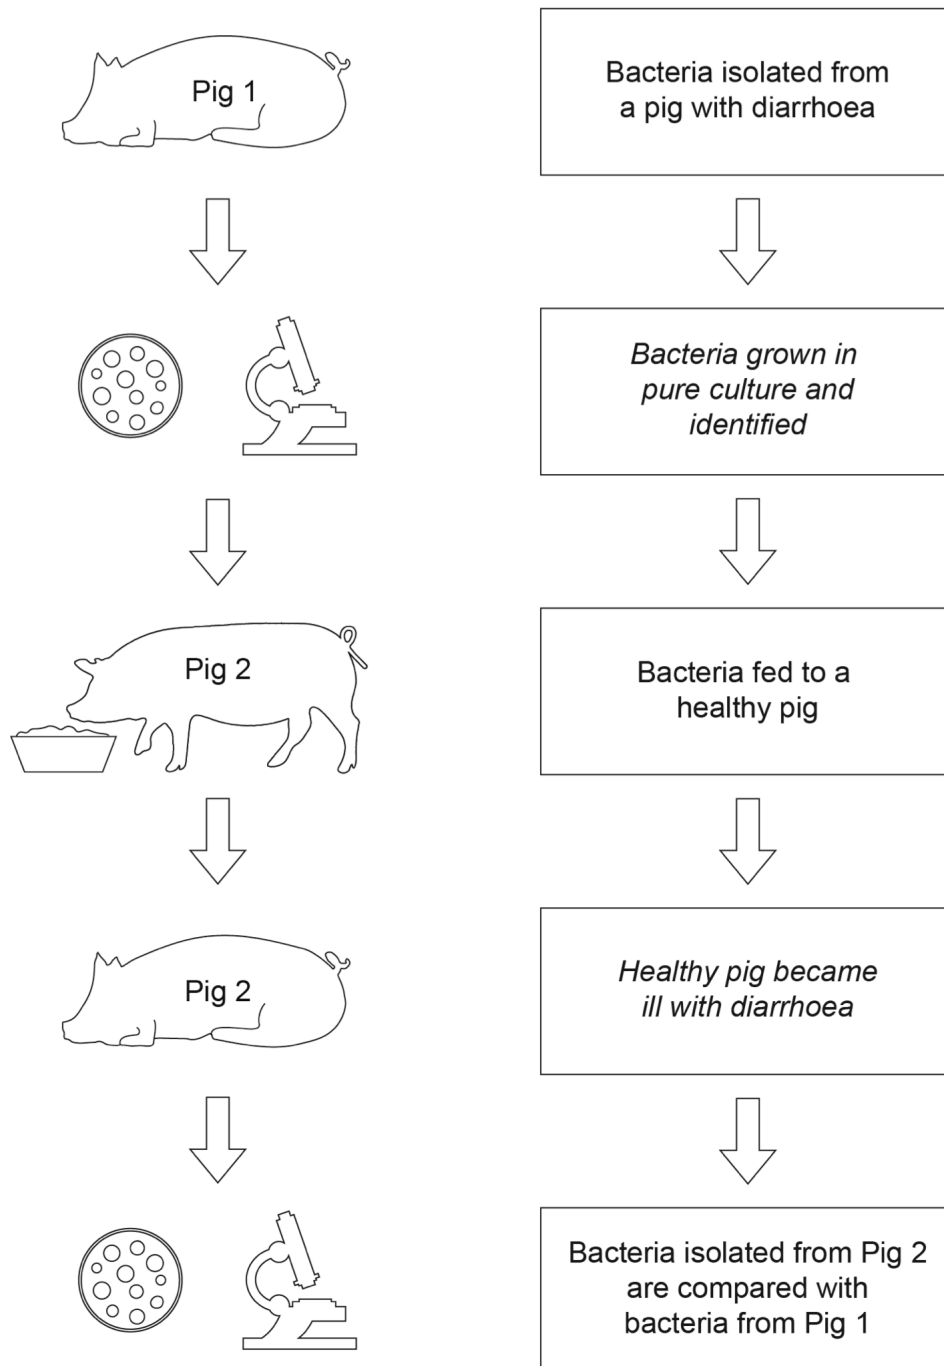 Pig 1
Bacteria isolated from
a pig with diarrhoea
Bacteria grown in
pure culture and
identified
Pig 2
Bacteria fed to a
healthy pig
Pig 2
Healthy pig became
ill with diarrhoea
Bacteria isolated from Pig 2
are compared with
bacteria from Pig 1